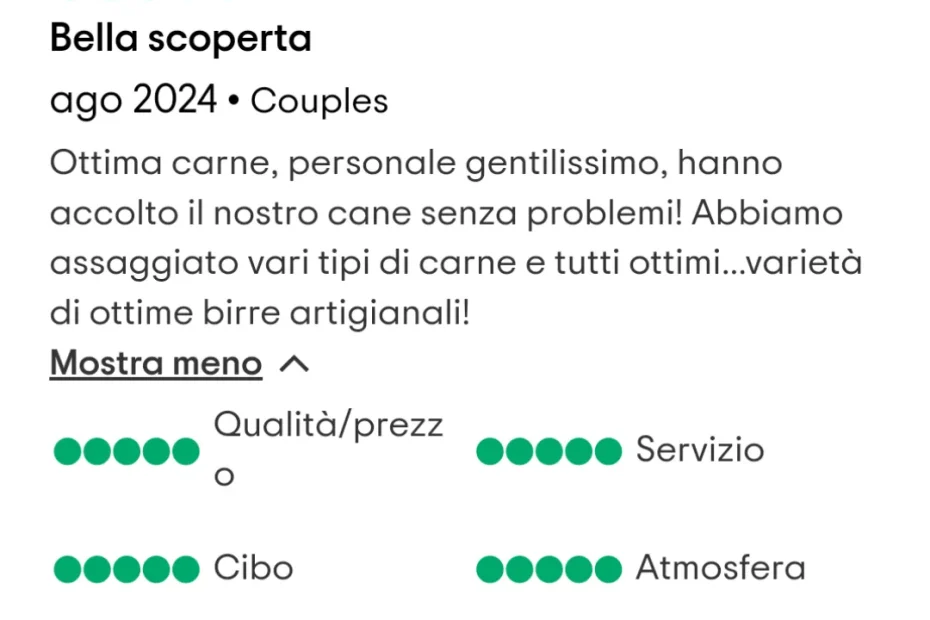 Bella scoperta
ago 2024 • Couples
Ottima carne, personale gentilissimo, hanno
accolto il nostro cane senza problemi! Abbiamo
assaggiato vari tipi di carne e tutti ottimi...varietà
di ottime birre artigianali!
Mostra meno
Qualità/prezz
o
Servizio
Cibo
Atmosfera